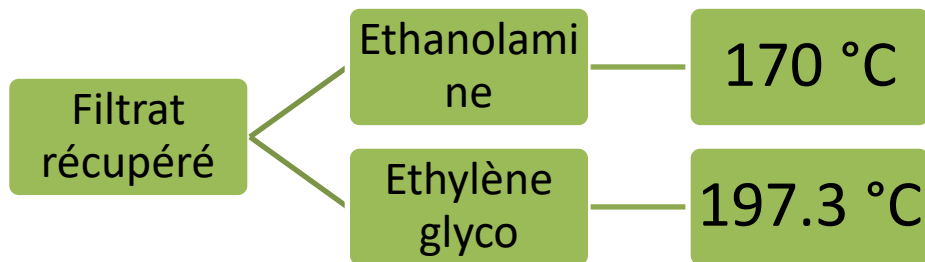 Filtrat
récupéré
Ethanolami
ne
170 °C
Ethylène
glyco
197.3 °C